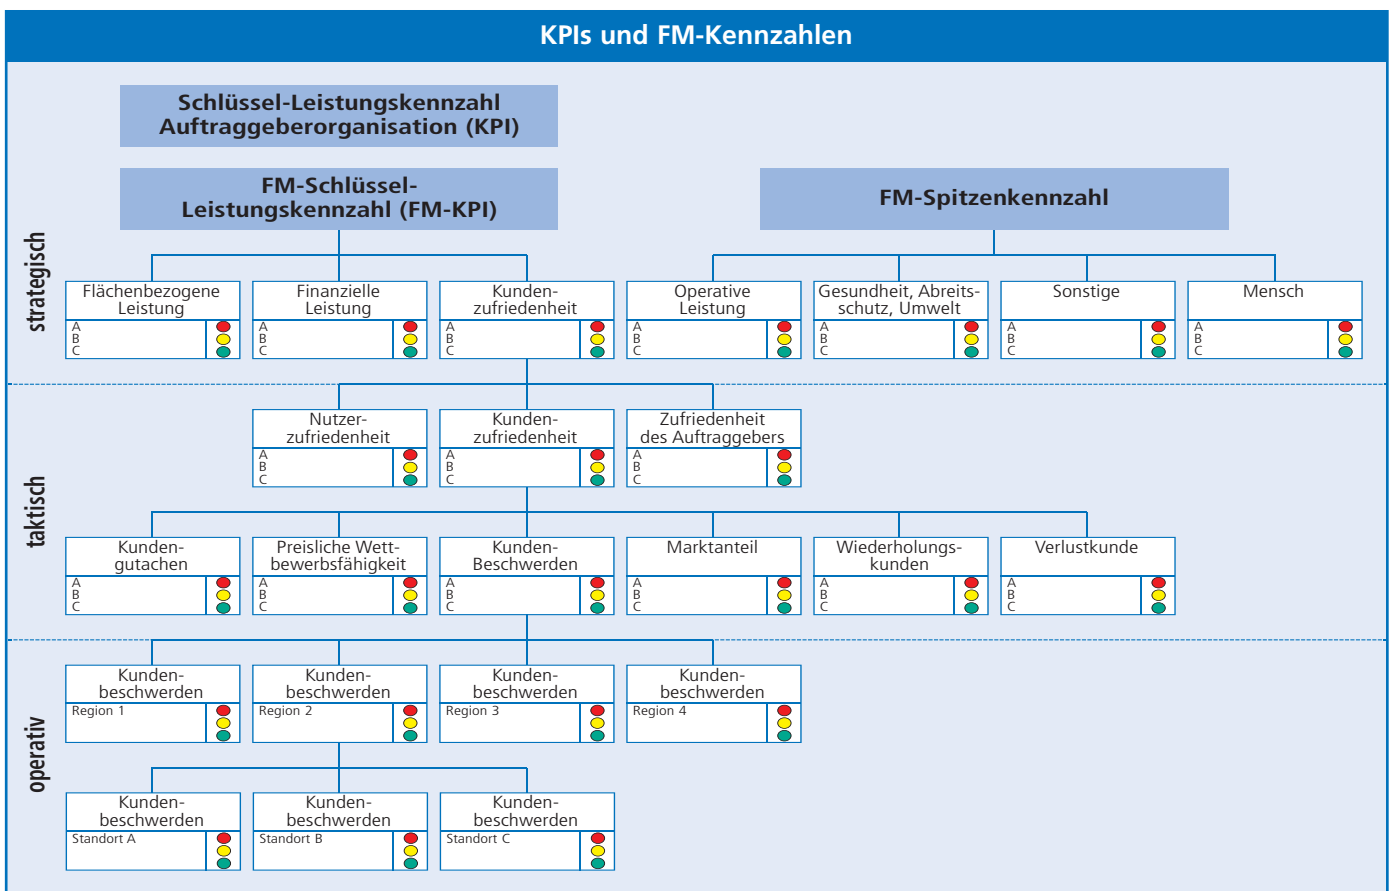 KPIs und FM-Kennzahlen
Schlüssel-Leistungskennzahl
Auftraggeberorganisation (KPI)
FM-Schlüssel-
Leistungskennzahl (FM-KPI)
FM-Spitzenkennzahl
strategisch
Flächenbezogene
Leistung
A
B
C
Finanzielle
Leistung
A
B
C
Kunden-
zufriedenheit
A
B
C
Operative
Leistung
A
B
C
Gesundheit, Abreits-
schutz, Umwelt
A
B
C
Sonstige
A
B
C
Mensch
A
B
C
taktisch
Nutzer-
zufriedenheit
A
B
C
Kunden-
zufriedenheit
A
B
C
Zufriedenheit
des Auftraggebers
A
B
C
Kunden-
gutachen
A
B
C
Preisliche Wett-
bewerbsfähigkeit
A
B
C
Kunden-
Beschwerden
A
B
C
Marktanteil
A
B
C
Wiederholungs-
kunden
A
B
C
Verlustkunde
A
B
C
operativ
Kunden-
beschwerden
Region 1
Kunden-
beschwerden
Region 2
Kunden-
beschwerden
Region 3
Kunden-
beschwerden
Region 4
Kunden-
beschwerden
Standort A
Kunden-
beschwerden
Standort B
Kunden-
beschwerden
Standort C